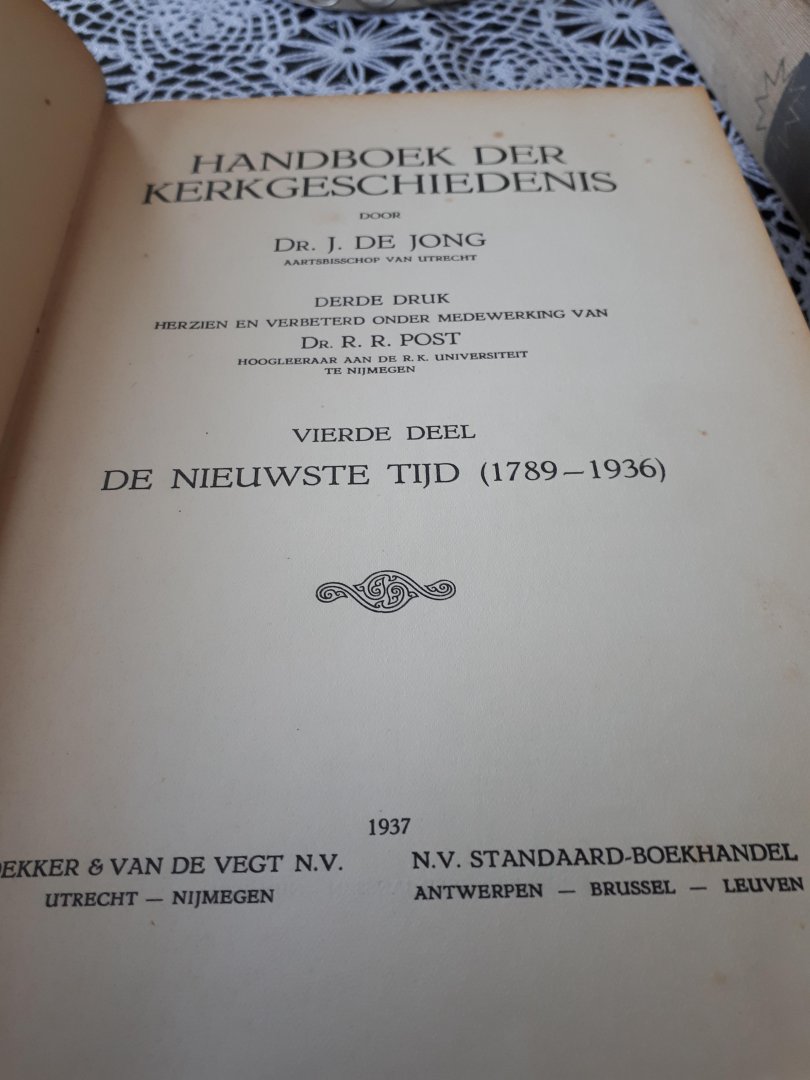 HANDBOEK DER
KERKGESCHIEDENIS
DOOR
DR. J. DE JONG
AARTSBISSCHOP VAN UTRECHT
DERDE DRUK
HERZIEN EN VERBETERD ONDER MEDEWERKING VAN
DR. R. R. POST
HOOGLEERAAR AAN DE R. K. UNIVERSITEIT
TE NIJMEGEN
VIERDE DEEL
DE NIEUWSTE TIJD (1789—1936)
1937
EKKER & VAN DE VEGT N.V.
UTRECHT — NIJMEGEN
N.V. STANDAARD-BOEKHANDEL
ANTWERPEN — BRUSSEL — LEUVEN